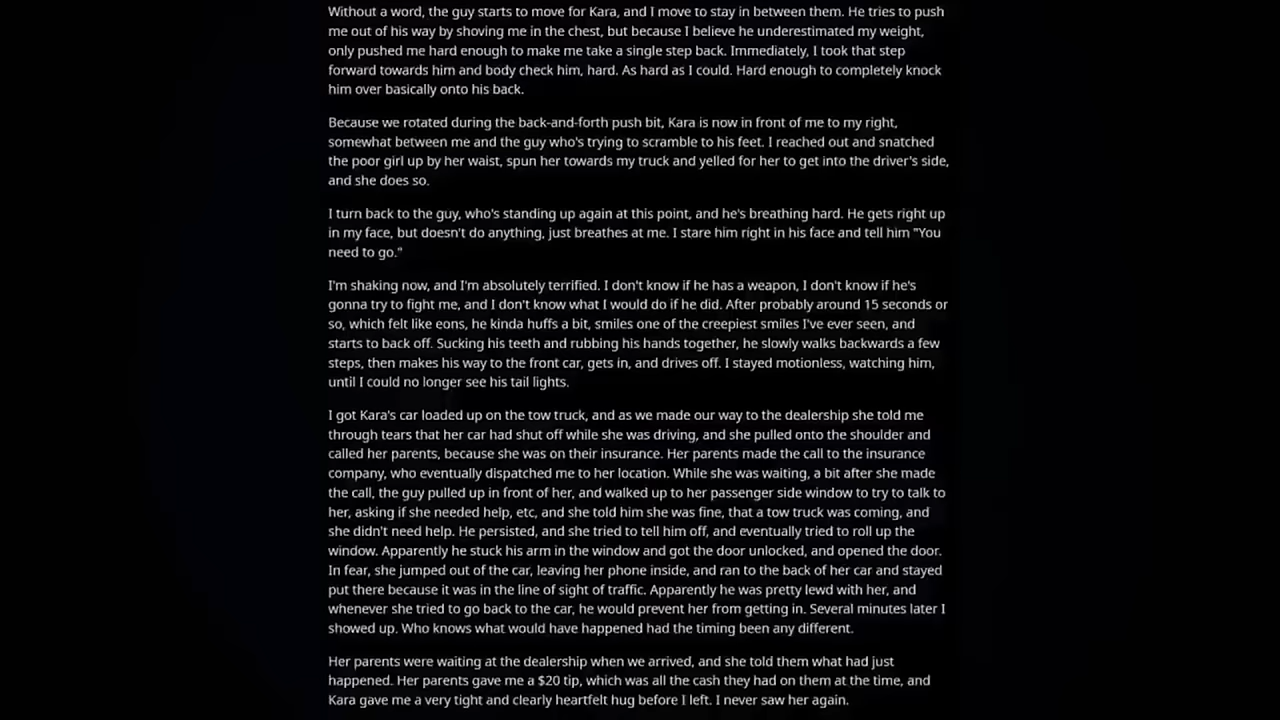 Without a word, the guy starts to move for Kara, and I move to stay in between them. He tries to push
me out of his way by shoving me in the chest, but because I believe he underestimated my weight,
only pushed me hard enough to make me take a single step back. Immediately, I took that step
forward towards him and body check him, hard. As hard as I could. Hard enough to completely knock
him over basically onto his back.
Because we rotated during the back-and-forth push bit, Kara is now in front of me to my right,
somewhat between me and the guy who's trying to scramble to his feet. I reached out and snatched
the poor girl up by her waist, spun her towards my truck and yelled for her to get into the driver's side,
and she does so.
I turn back to the guy, who's standing up again at this point, and he's breathing hard. He gets right up
in my face, but doesn't do anything, just breathes at me. I stare him right in his face and tell him "You
need to go."
I'm shaking now, and I'm absolutely terrified. I don't know if he has a weapon, I don't know if he's
gonna try to fight me, and I don't know what I would do if he did. After probably around 15 seconds or
so, which felt like eons, he kinda huffs a bit, smiles one of the creepiest smiles I've ever seen, and
starts to back off. Sucking his teeth and rubbing his hands together, he slowly walks backwards a few
steps, then makes his way to the front car, gets in, and drives off. I stayed motionless, watching him,
until I could no longer see his tail lights.
I got Kara's car loaded up on the tow truck, and as we made our way to the dealership she told me
through tears that her car had shut off while she was driving, and she pulled onto the shoulder and
called her parents, because she was on their insurance. Her parents made the call to the insurance
company, who eventually dispatched me to her location. While she was waiting, a bit after she made
the call, the guy pulled up in front of her, and walked up to her passenger side window to try to talk to
her, asking if she needed help, etc, and she told him she was fine, that a tow truck was coming, and
she didn't need help. He persisted, and she tried to tell him off, and eventually tried to roll up the
window. Apparently he stuck his arm in the window and got the door unlocked, and opened the door.
In fear, she jumped out of the car, leaving her phone inside, and ran to the back of her car and stayed
put there because it was in the line of sight of traffic. Apparently he was pretty lewd with her, and
whenever she tried to go back to the car, he would prevent her from getting in. Several minutes later I
showed up. Who knows what would have happened had the timing been any different.
Her parents were waiting at the dealership when we arrived, and she told them what had just
happened. Her parents gave me a $20 tip, which was all the cash they had on them at the time, and
Kara gave me a very tight and clearly heartfelt hug before I left. I never saw her again.